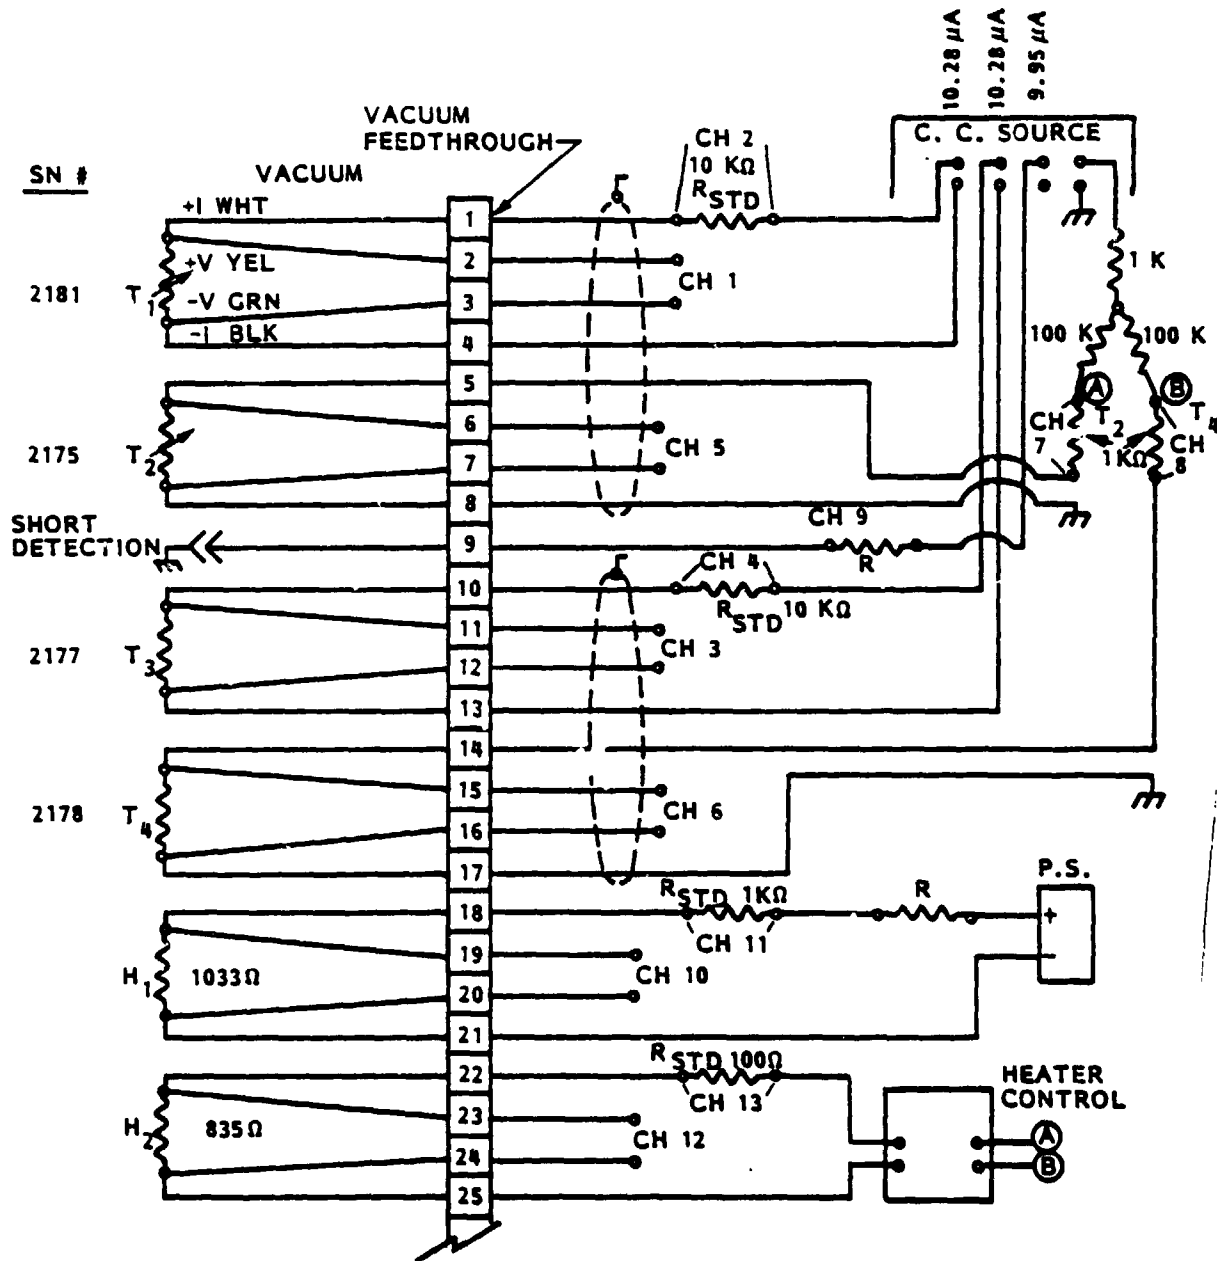 10.28 µA
10.28 µA
9.95 µA
C. C. SOURCE
VACUUM
FEEDTHROUGH
CH 2
10 KΩ
R STD
SN #
VACUUM
+I WHT
+V YEL
-V GRN
-I BLK
2181
T1
1
2
3
4
CH 1
1 K
100 K
100 K
A
B
T2
T4
CH 7
1KΩ
CH 8
2175
T2
5
6
7
8
CH 5
SHORT
DETECTION
9
CH 9
R
10
CH 4
R STD 10 KΩ
2177
T3
11
12
13
CH 3
14
2178
T4
15
16
17
CH 6
18
R STD 1KΩ
CH 11
R
P.S.
+
−
H1
1033Ω
19
20
21
CH 10
22
R STD 100Ω
CH 13
HEATER
CONTROL
A
B
H2
835Ω
23
24
25
CH 12